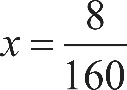 x = 8/160